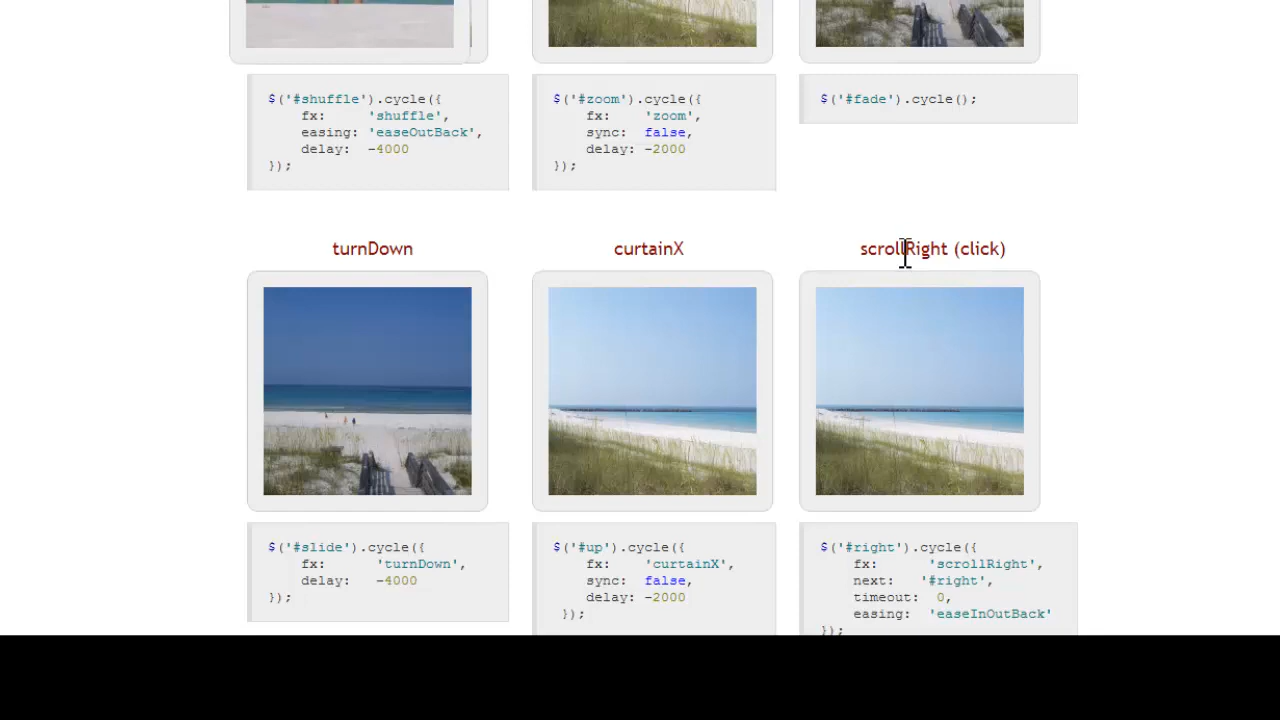 $('#shuffle').cycle({
    fx:     'shuffle',
    easing: 'easeOutBack',
    delay:  -4000
});
$('#zoom').cycle({
    fx:    'zoom',
    sync:  false,
    delay: -2000
});
$('#fade').cycle();
turnDown
curtainX
scrollRight (click)
$('#slide').cycle({
    fx:      'turnDown',
    delay:   -4000
});
$('#up').cycle({
    fx:    'curtainX',
    sync:  false,
    delay: -2000
 });
$('#right').cycle({
    fx:      'scrollRight',
    next:   '#right',
    timeout:  0,
    easing:  'easeInOutBack'
});